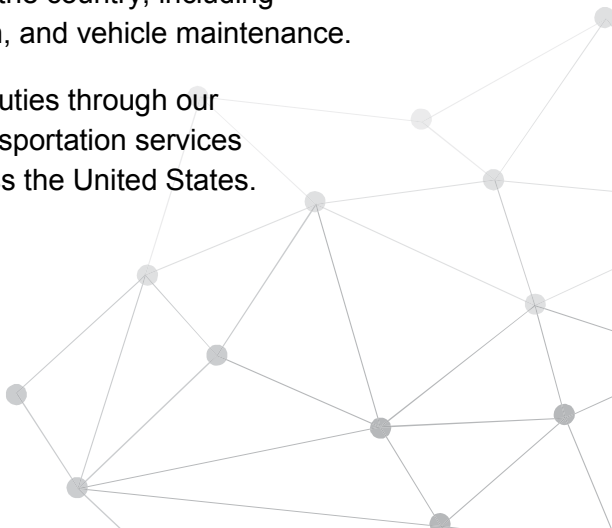 the country, including
n, and vehicle maintenance.
uties through our
sportation services
s the United States.